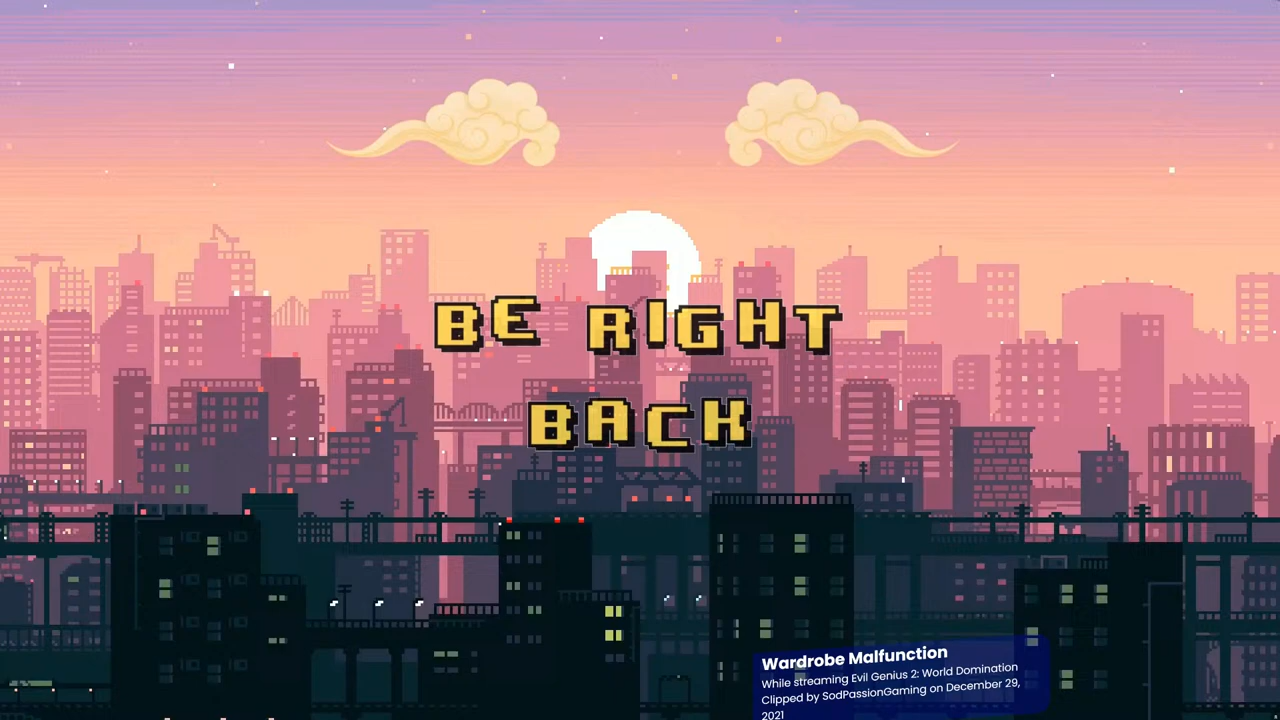 BE RIGHT
BACK
Wardrobe Malfunction
While streaming Evil Genius 2: World Domination
Clipped by SodPassionGaming on December 29,
2021